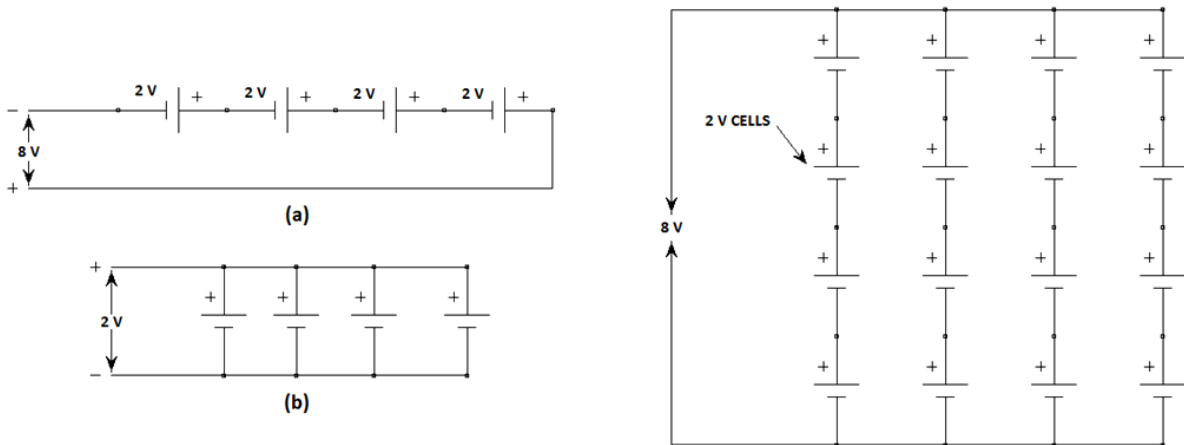 2 V + 2 V + 2 V + 2 V +
−
8 V
+
(a)
+
+ + + +
2 V
−
(b)
+ + + +
2 V CELLS
+ + + +
8 V
+ + + +
+ + + +